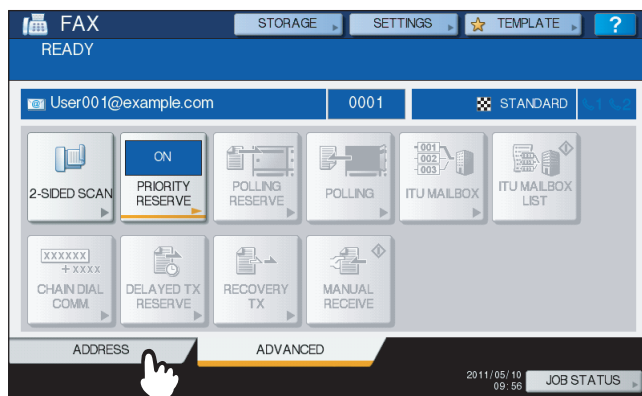 FAX
STORAGE
SETTINGS
TEMPLATE
?
READY
@
User001@example.com
0001
STANDARD
1
2
2-SIDED SCAN
ON
PRIORITY
RESERVE
POLLING
RESERVE
POLLING
001
002
003
ITU MAILBOX
ITU MAILBOX
LIST
XXXXXX
+ XXXX
CHAIN DIAL
COMM.
DELAYED TX
RESERVE
RECOVERY
TX
MANUAL
RECEIVE
ADDRESS
ADVANCED
2011/05/10
09:56
JOB STATUS